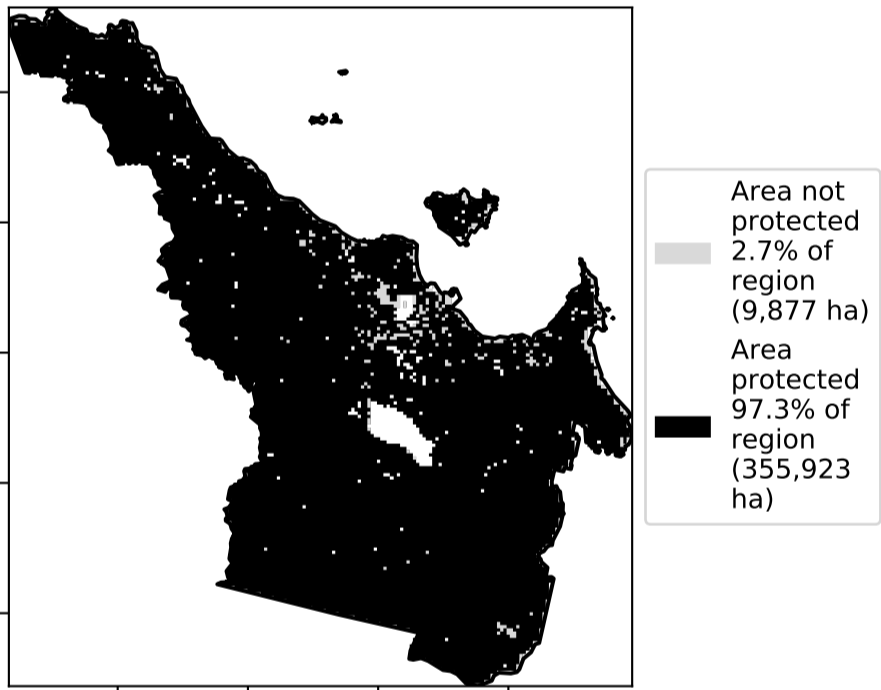 Area not
protected
2.7% of
region
(9,877 ha)
Area
protected
97.3% of
region
(355,923
ha)